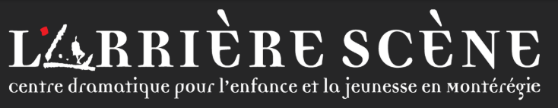 L'ARRIÈRE SCÈNE
centre dramatique pour l'enfance et la jeunesse en Montérégie